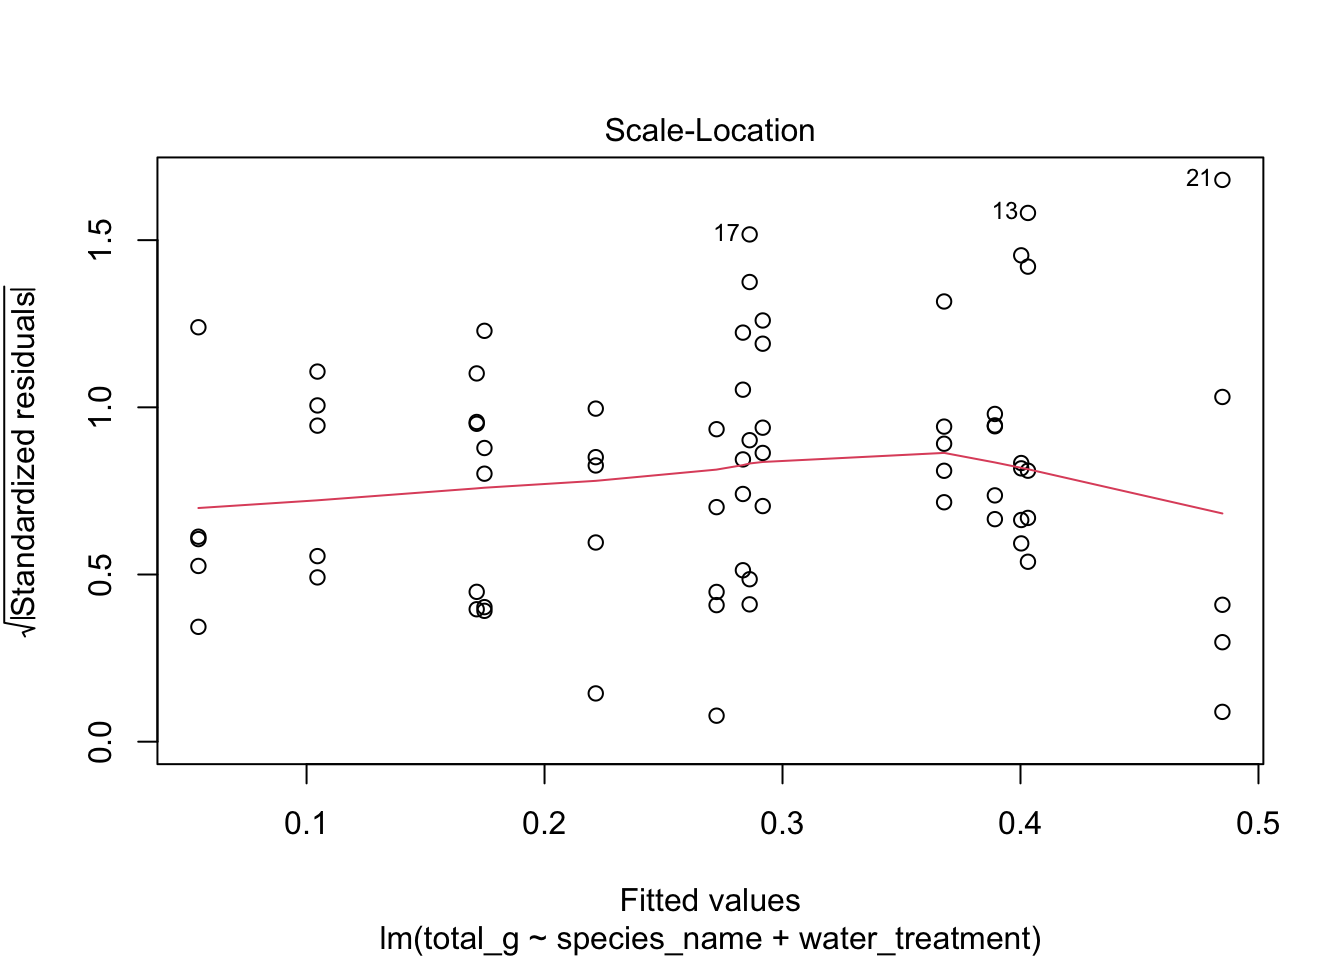 Scale-Location
√|Standardized residuals|
1.5
1.0
0.5
0.0
17
13
21
0.1 0.2 0.3 0.4 0.5
Fitted values
lm(total_g ~ species_name + water_treatment)